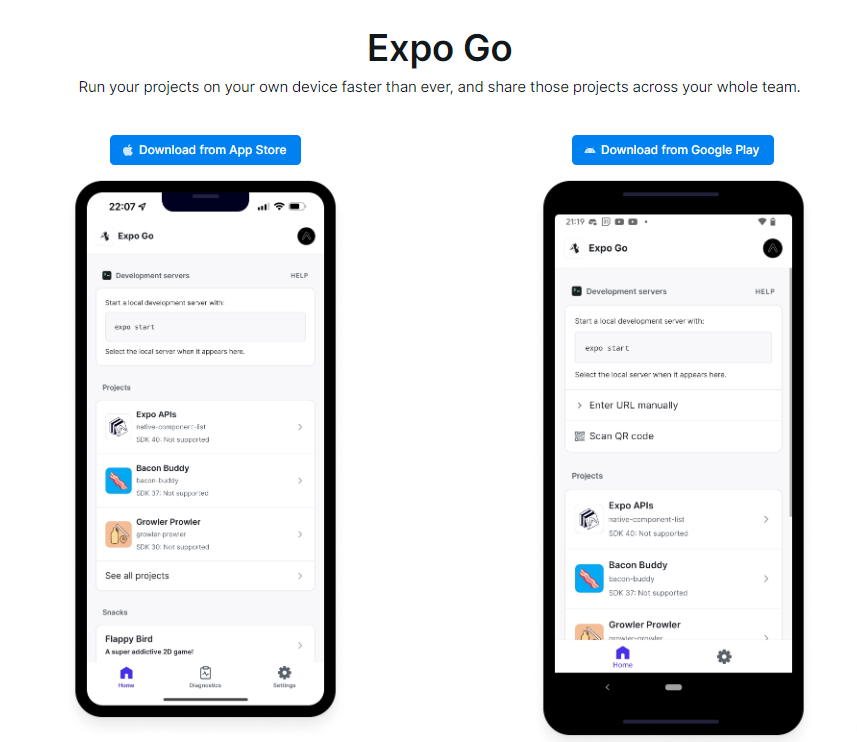 Expo Go
Run your projects on your own device faster than ever, and share those projects across your whole team.
Download from App Store
22:07
Expo Go
Development servers HELP
Start a local development server with:
expo start
Select the local server when it appears here.
Projects
Expo APIs
native-component-list
SDK 40: Not supported
Bacon Buddy
bacon-buddy
SDK 37: Not supported
Growler Prowler
growler-prowler
SDK 30: Not supported
See all projects
Snacks
Flappy Bird
A super addictive 2D game!
Home Diagnostics Settings
Download from Google Play
21:19
Expo Go
Development servers HELP
Start a local development server with:
expo start
Select the local server when it appears here.
Enter URL manually
Scan QR code
Projects
Expo APIs
native-component-list
SDK 40: Not supported
Bacon Buddy
bacon-buddy
SDK 37: Not supported
Growler Prowler
growler-prowler
Home